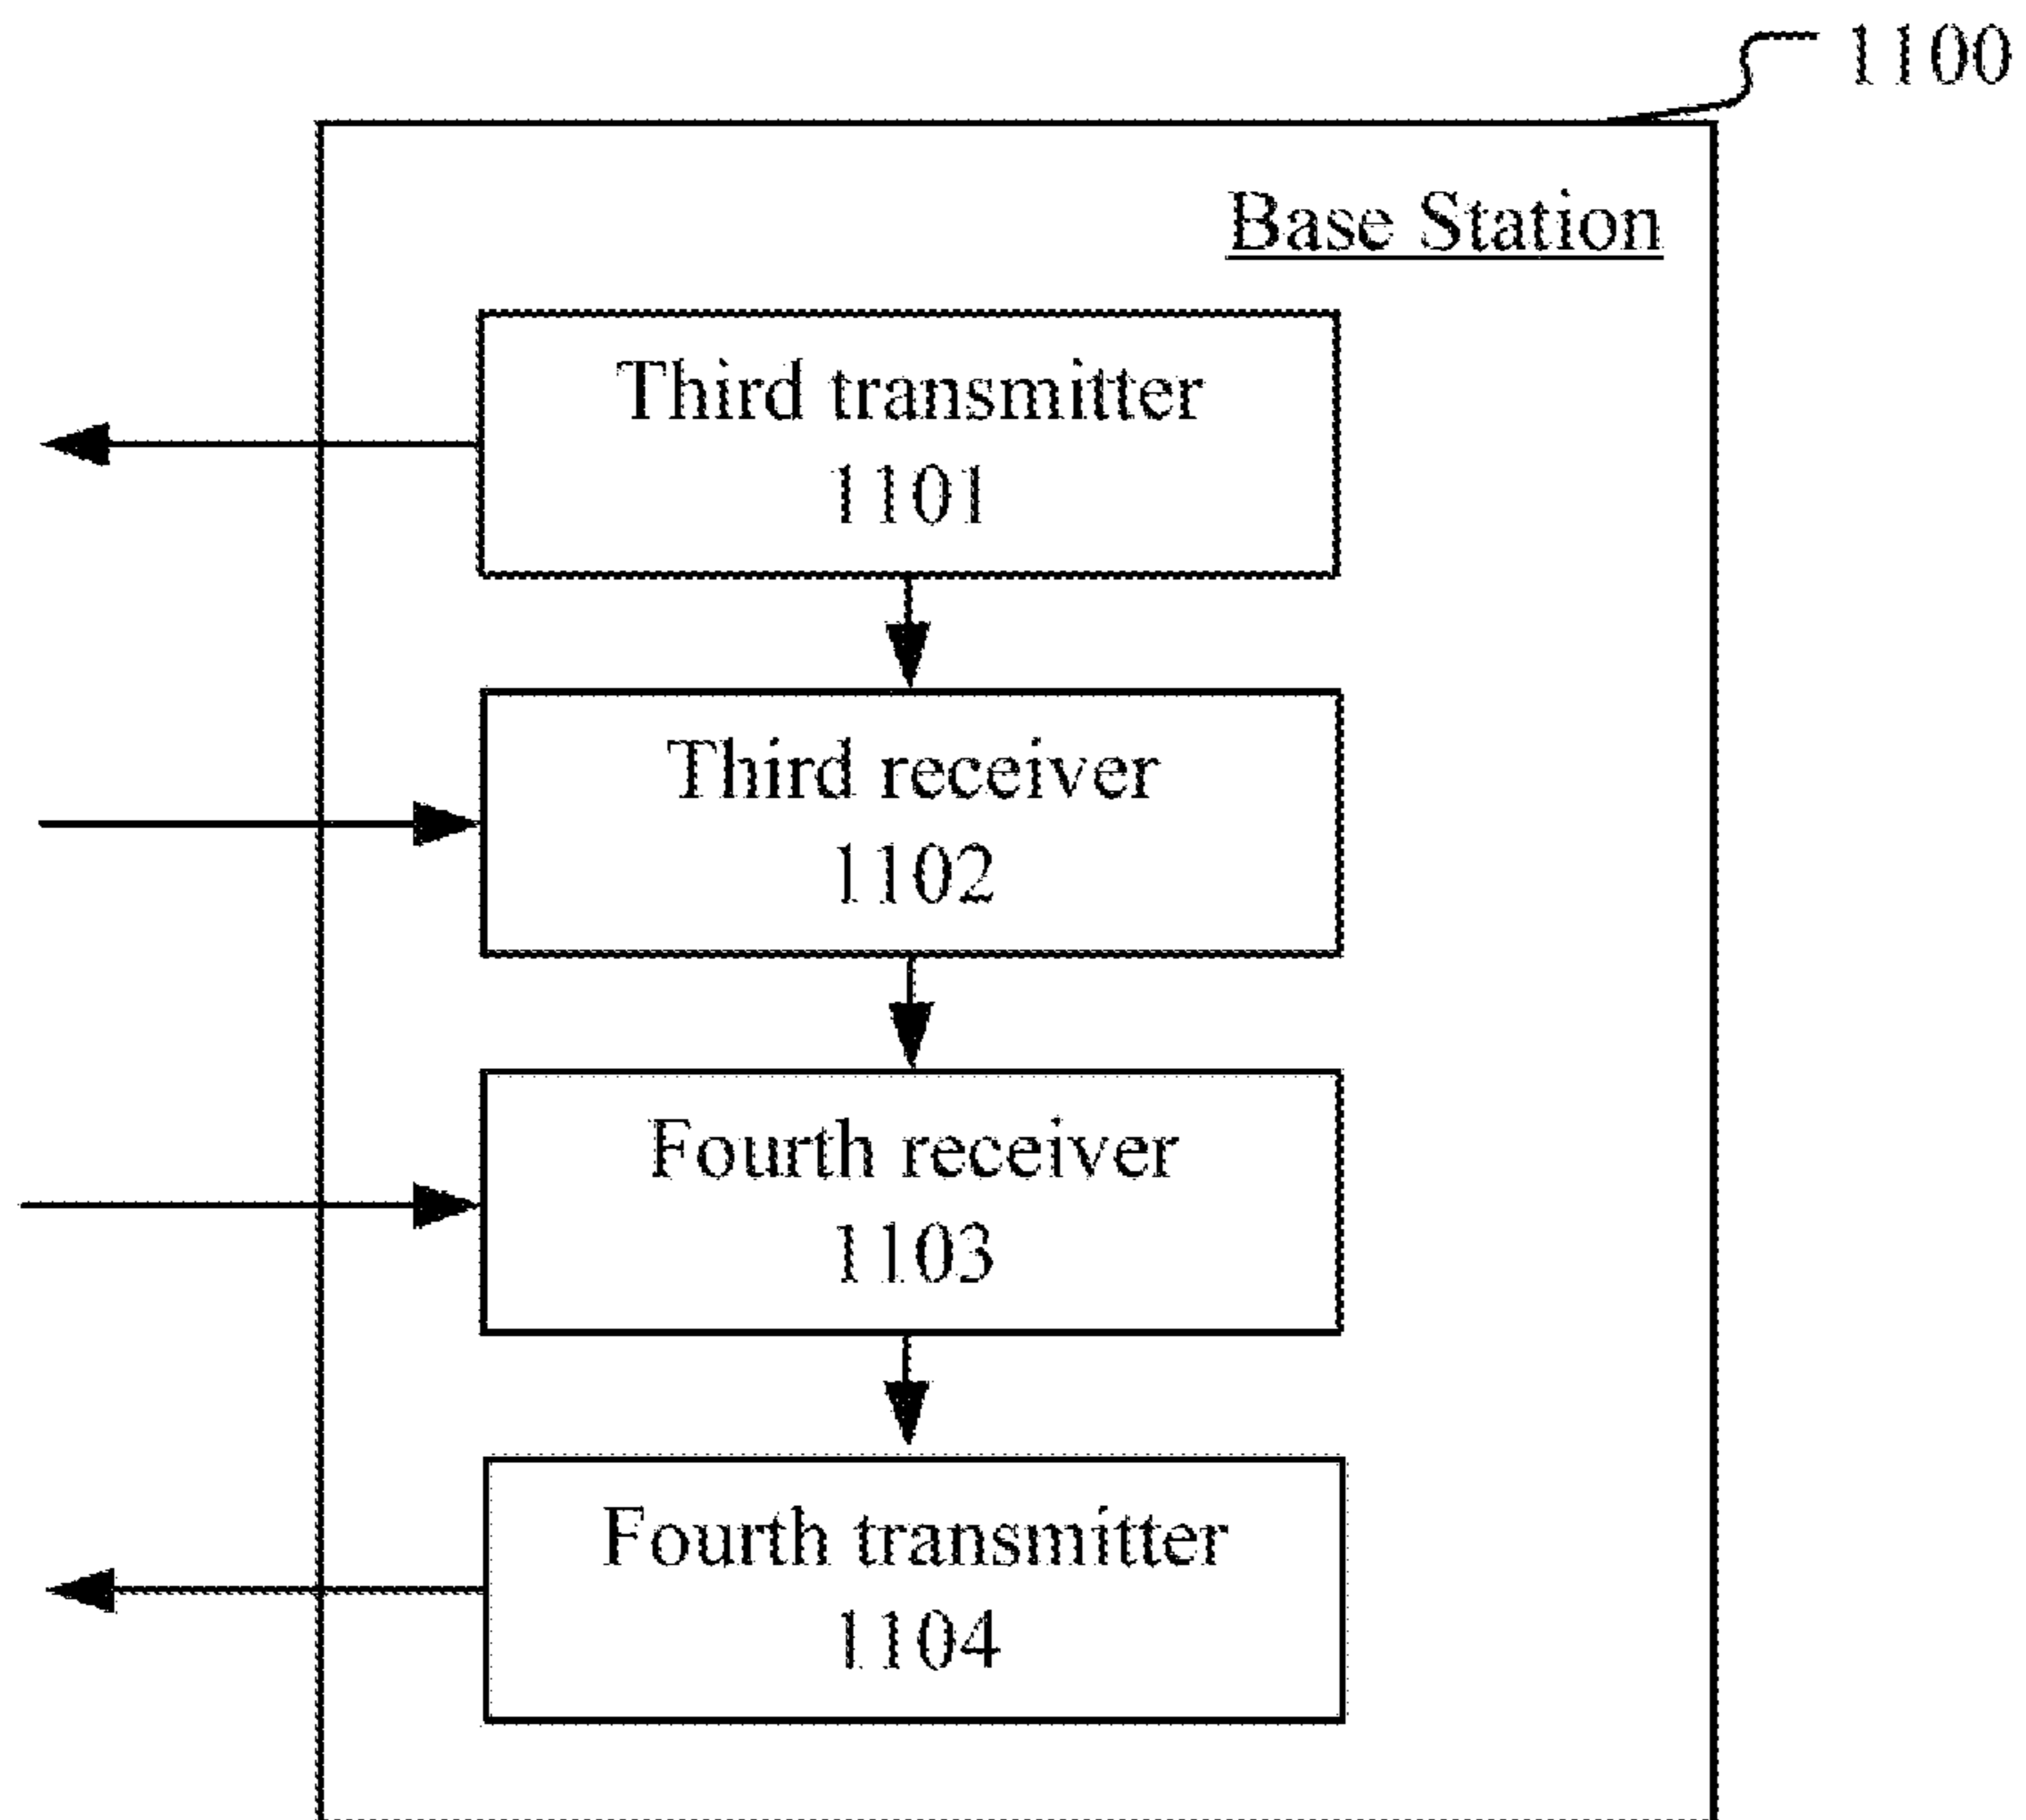 1100
Base Station
Third transmitter
1101
Third receiver
1102
Fourth receiver
1103
Fourth transmitter
1104